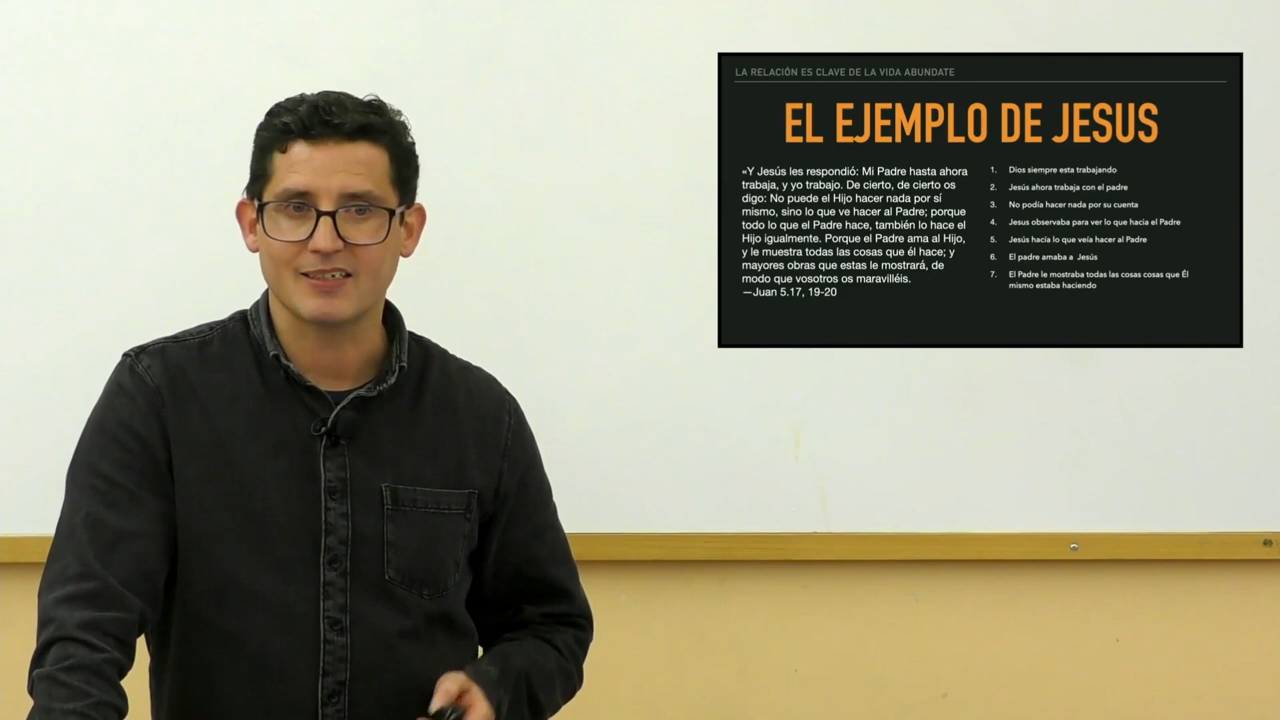 LA RELACIÓN ES CLAVE DE LA VIDA ABUNDATE
EL EJEMPLO DE JESUS
«Y Jesús les respondió: Mi Padre hasta ahora
trabaja, y yo trabajo. De cierto, de cierto os
digo: No puede el Hijo hacer nada por sí
mismo, sino lo que ve hacer al Padre; porque
todo lo que el Padre hace, también lo hace el
Hijo igualmente. Porque el Padre ama al Hijo,
y le muestra todas las cosas que él hace; y
mayores obras que estas le mostrará, de
modo que vosotros os maravilléis.
—Juan 5.17, 19-20
1. Dios siempre esta trabajando
2. Jesús ahora trabaja con el padre
3. No podía hacer nada por su cuenta
4. Jesus observaba para ver lo que hacia el Padre
5. Jesús hacía lo que veía hacer al Padre
6. El padre amaba a Jesús
7. El Padre le mostraba todas las cosas cosas que Él
mismo estaba haciendo